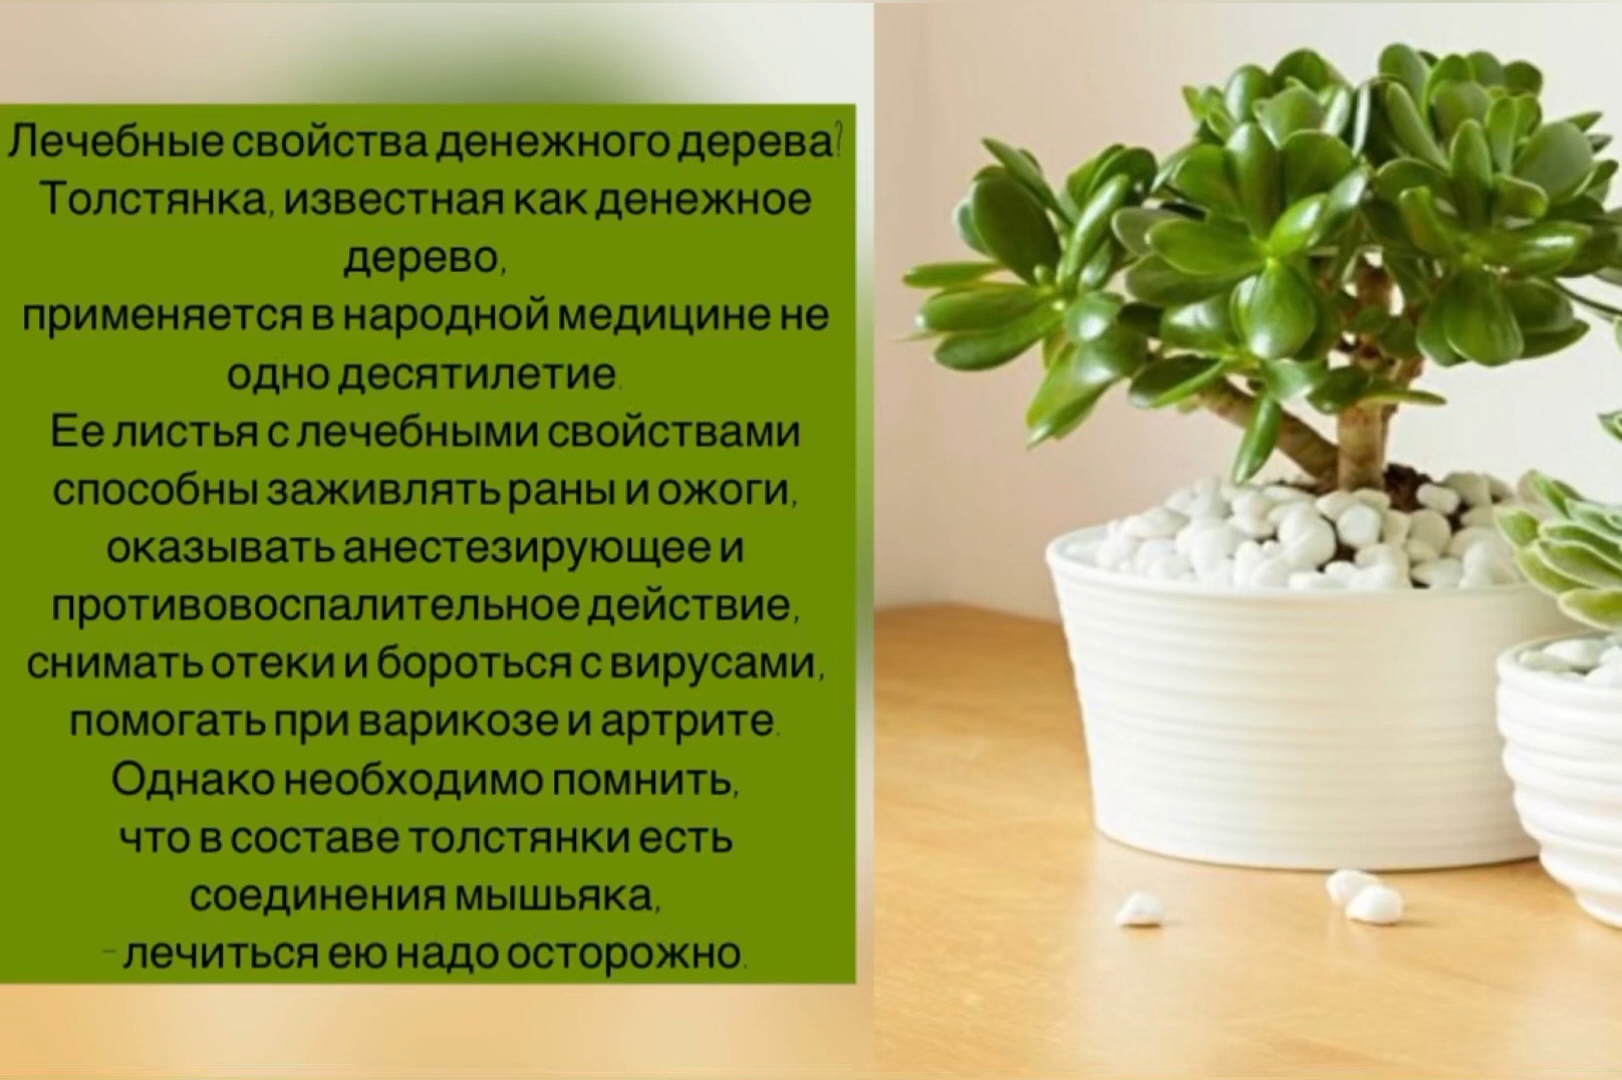 Лечебные свойства денежного дерева?
Толстянка, известная как денежное
дерево,
применяется в народной медицине не
одно десятилетие.
Ее листья с лечебными свойствами
способны заживлять раны и ожоги,
оказывать анестезирующее и
противовоспалительное действие,
снимать отеки и бороться с вирусами,
помогать при варикозе и артрите.
Однако необходимо помнить,
что в составе толстянки есть
соединения мышьяка,
- лечиться ею надо осторожно.